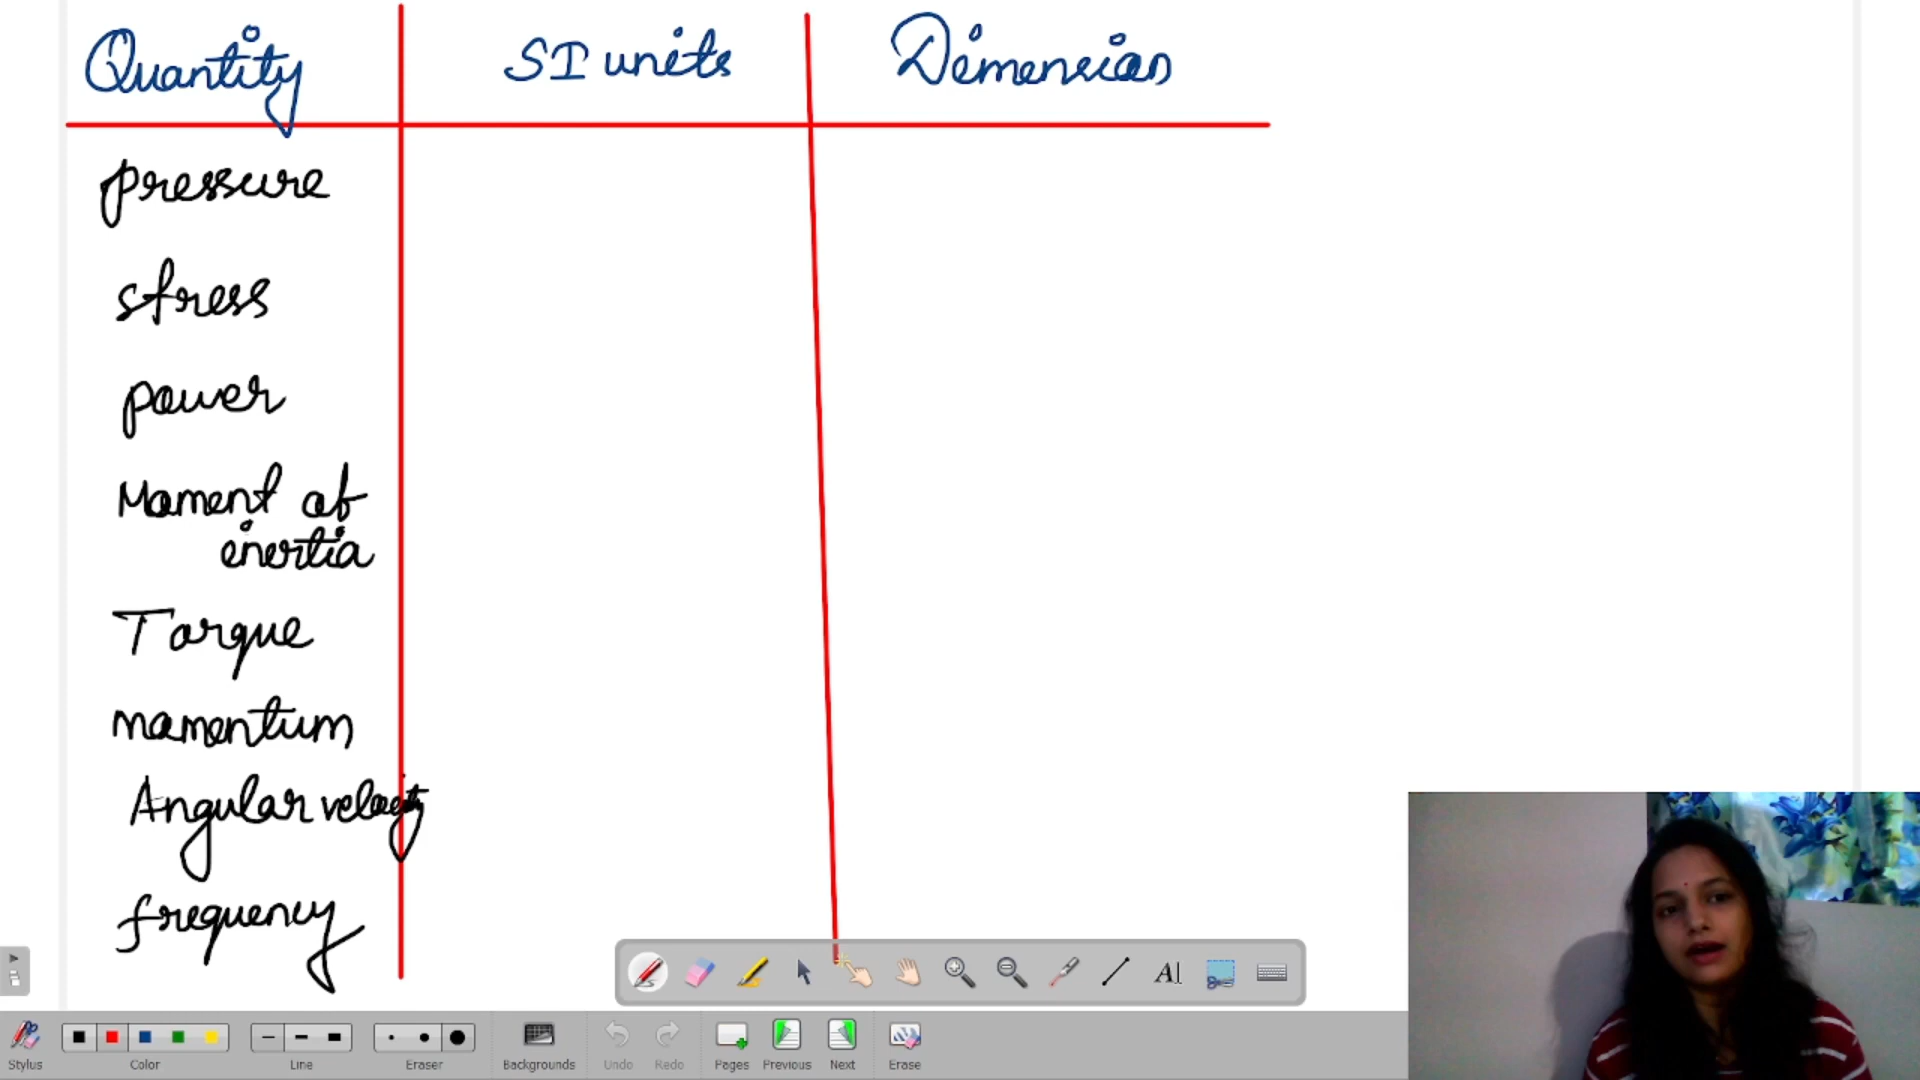 Quantity SI units Dimension
pressure
stress
power
Moment of
inertia
Torque
momentum
Angular velocity
frequency
Stylus Color Line Eraser Backgrounds Undo Redo Pages Previous Next Erase